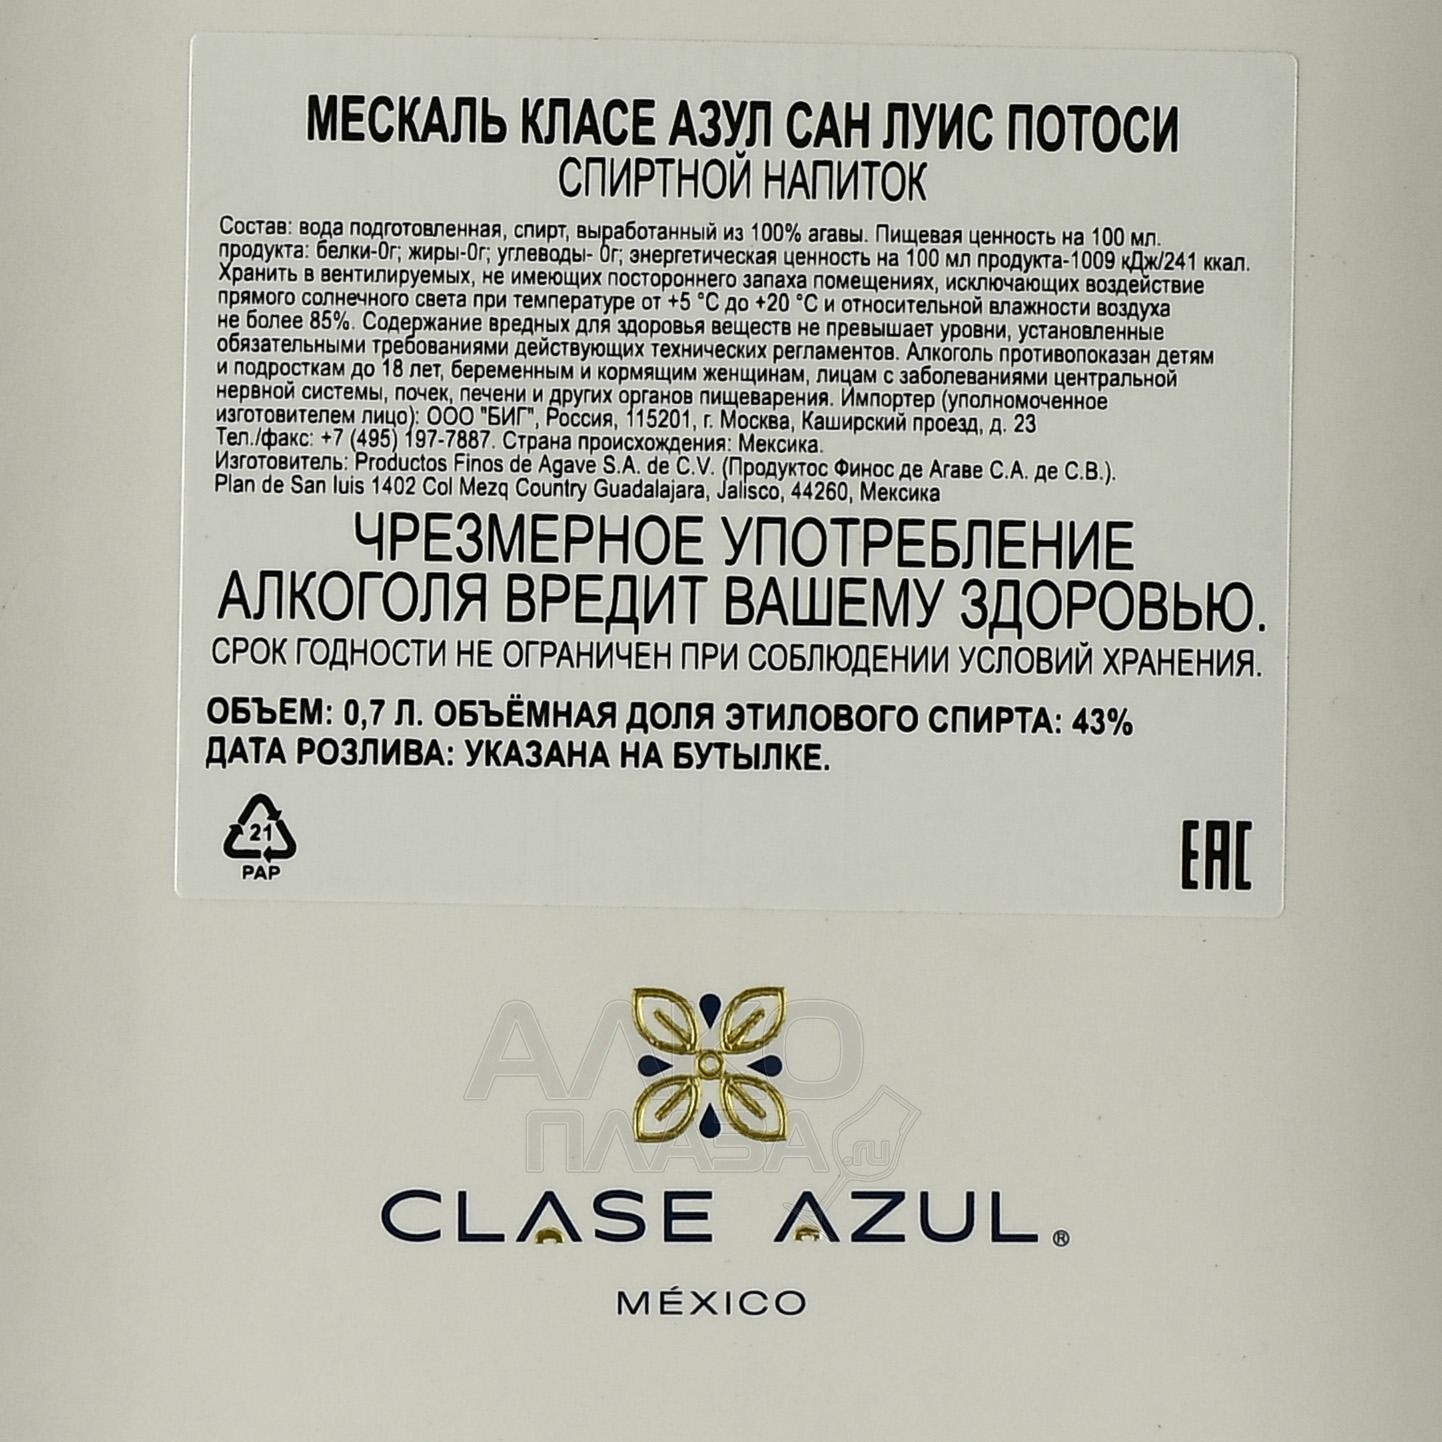 МЕСКАЛЬ КЛАСЕ АЗУЛ САН ЛУИС ПОТОСИ
СПИРТНОЙ НАПИТОК
Состав: вода подготовленная, спирт, выработанный из 100% агавы. Пищевая ценность на 100 мл.
продукта: белки-0г; жиры-0г; углеводы- 0г; энергетическая ценность на 100 мл продукта-1009 кДж/241 ккал.
Хранить в вентилируемых, не имеющих постороннего запаха помещениях, исключающих воздействие
прямого солнечного света при температуре от +5 °С до +20 °С и относительной влажности воздуха
не более 85%. Содержание вредных для здоровья веществ не превышает уровни, установленные
обязательными требованиями действующих технических регламентов. Алкоголь противопоказан детям
и подросткам до 18 лет, беременным и кормящим женщинам, лицам с заболеваниями центральной
нервной системы, почек, печени и других органов пищеварения. Импортер (уполномоченное
изготовителем лицо): ООО "БИГ", Россия, 115201, г. Москва, Каширский проезд, д. 23
Тел./факс: +7 (495) 197-7887. Страна происхождения: Мексика.
Изготовитель: Productos Finos de Agave S.A. de C.V. (Продуктос Финос де Агаве С.А. де С.В.).
Plan de San luis 1402 Col Mezq Country Guadalajara, Jalisco, 44260, Мексика
ЧРЕЗМЕРНОЕ УПОТРЕБЛЕНИЕ
АЛКОГОЛЯ ВРЕДИТ ВАШЕМУ ЗДОРОВЬЮ.
СРОК ГОДНОСТИ НЕ ОГРАНИЧЕН ПРИ СОБЛЮДЕНИИ УСЛОВИЙ ХРАНЕНИЯ.
ОБЪЕМ: 0,7 Л. ОБЪЁМНАЯ ДОЛЯ ЭТИЛОВОГО СПИРТА: 43%
ДАТА РОЗЛИВА: УКАЗАНА НА БУТЫЛКЕ.
21
PAP
EAC
АЛКО
ПЛАЗА.ru
CLASE AZUL®
MÉXICO